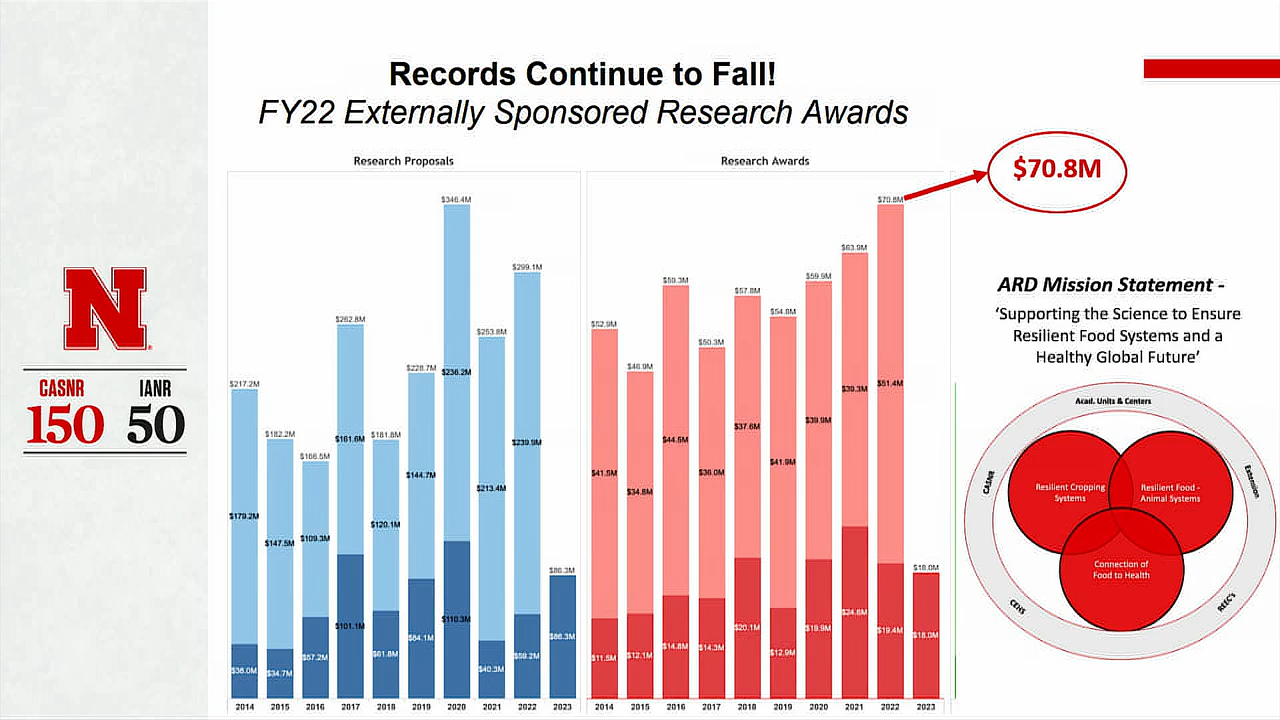 Records Continue to Fall!
FY22 Externally Sponsored Research Awards
N
CASNR IANR
150 50
Research Proposals
$217.2M
$179.2M
$38.0M
$182.2M
$147.5M
$34.7M
$166.5M
$109.3M
$57.2M
$262.8M
$161.6M
$101.1M
$181.8M
$120.1M
$61.8M
$228.7M
$144.7M
$84.1M
$346.4M
$236.2M
$110.3M
$253.8M
$213.4M
$40.3M
$299.1M
$239.9M
$59.2M
$86.3M
$86.3M
2014 2015 2016 2017 2018 2019 2020 2021 2022 2023
Research Awards
$52.9M
$41.5M
$11.5M
$46.9M
$34.8M
$12.1M
$59.3M
$44.5M
$14.8M
$50.3M
$36.0M
$14.3M
$57.8M
$37.6M
$20.1M
$54.8M
$41.9M
$12.9M
$59.9M
$39.9M
$19.9M
$63.9M
$39.3M
$24.6M
$70.8M
$51.4M
$19.4M
$18.0M
$18.0M
2014 2015 2016 2017 2018 2019 2020 2021 2022 2023
$70.8M
ARD Mission Statement -
‘Supporting the Science to Ensure
Resilient Food Systems and a
Healthy Global Future’
Acad. Units & Centers
CASNR
Extension
Resilient Cropping
Systems
Resilient Food -
Animal Systems
Connection of
Food to Health
CEHS
REEC's